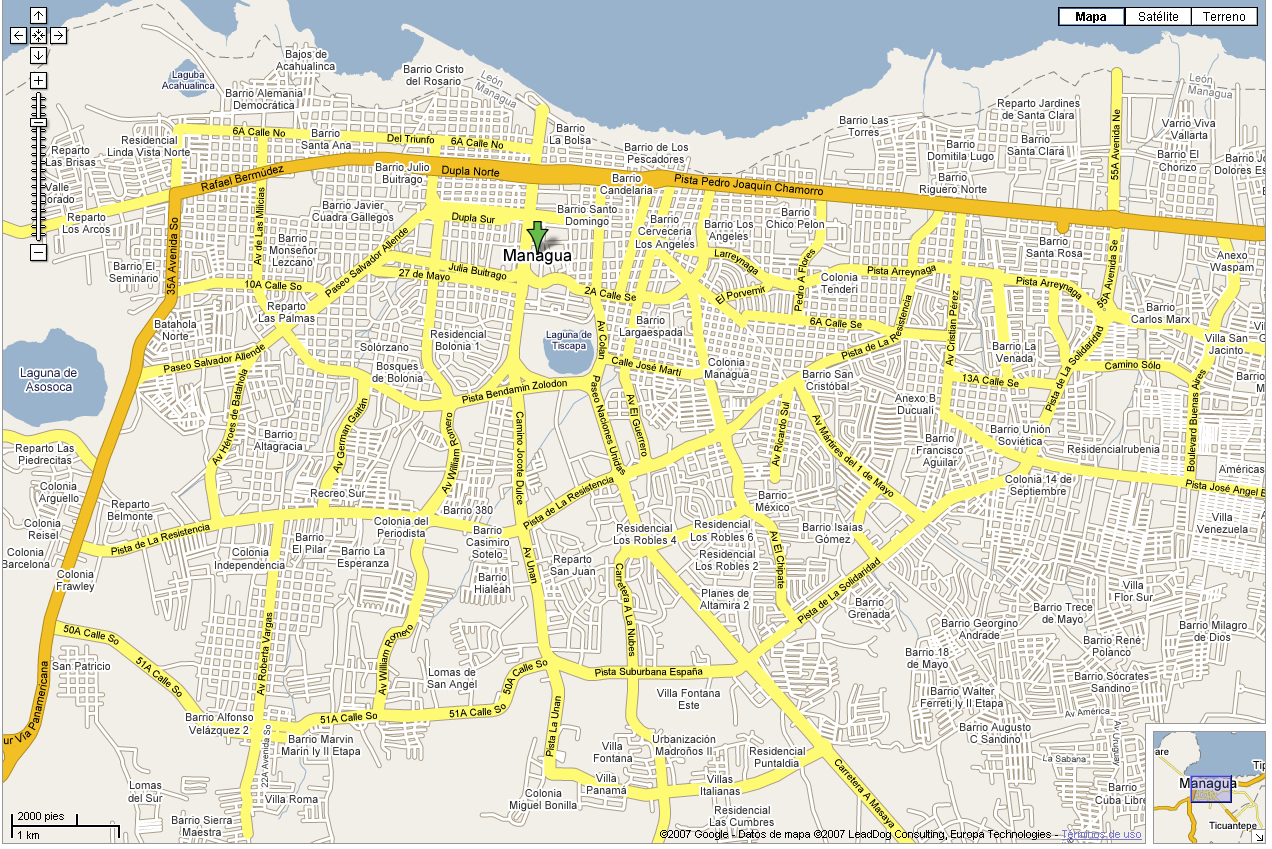 Mapa
Satélite
Terreno
Bajos de
Acahualinca
Laguba
Acahualinca
Barrio Alemania
Democratica
Barrio Cristo
del Rosario
León
Managua
León
Managua
Reparto
Las Brisas
Residencial
Linda Vista Norte
6A Calle No
Barrio
Santa Ana
Del Triunfo
6A Calle No
Barrio
La Bolsa
Barrio de Los
Pescadores
Barrio Las
Torres
Reparto Jardines
de Santa Clara
Barrio
Santa Clara
Barrio
Domitila Lugo
Varrio Viva
Vallarta
Barrio El
Chorizo
Barrio Jo
Dolores Es
55A Avenida Ne
Valle
Dorado
Reparto
Los Arcos
Rafael Bermúdez
Barrio Julio
Buitrago
Dupla Norte
Barrio
Candelaria
Pista Pedro Joaquín Chamorro
Barrio
Riguero Norte
35A Avenida So
Av de Las Milicias
Barrio Javier
Cuadra Gallegos
Dupla Sur
Barrio Santo
Domingo
Barrio
Cerveceria
Los Angeles
Barrio Los
Angeles
Barrio
Chico Pelon
Barrio
Monseñor
Lezcano
Paseo Salvador Allende
Managua
Barrio
Santa Rosa
55A Avenida Se
Anexo
Waspam
Barrio El
Seminario
10A Calle So
27 de Mayo
Julia Buitrago
2A Calle Se
Larreynaga
El Porvenir
Pedro A Flores
Colonia
Tenderi
Pista Arreynaga
Pista Arreynaga
Reparto
Las Palmas
Batahola
Norte
Barrio
Largaespada
6A Calle Se
Pista de La Resistencia
Av Cristian Pérez
Barrio
Carlos Marx
Laguna de
Asososca
Paseo Salvador Allende
Solórzano
Residencial
Bolonia 1
Bosques
de Bolonia
Laguna de
Tiscapa
Av Colan
Calle José Martí
Colonia
Managua
Barrio San
Cristóbal
Barrio La
Venada
Pista de La Solidaridad
Villa San
Jacinto
Camino Sólo
13A Calle Se
Anexo B
Ducuali
Av Héroes de Batahola
Av German Gaitán
Pista Bendamin Zolodon
Av William Romero
Camino Jocote Dulce
Paseo Naciones Unidas
Av El Guerrero
Av Ricardo Sul
Av Mártires del 1 de Mayo
Boulevard Buenas Aires
Reparto Las
Piedrecitas
Barrio
Altagracia
Barrio
Francisco
Aguilar
Barrio Unión
Soviética
Residencialrubenia
Américas
Colonia
Arguello
Recreo Sur
Colonia 14 de
Septiembre
Pista José Angel B
Colonia
Reisel
Reparto
Belmonte
Pista de La Resistencia
Colonia del
Periodista
Barrio 380
Pista de La Resistencia
Barrio
México
Barrio Isaías
Gómez
Villa
Venezuela
Colonia
Barcelona
Colonia
Independencia
Barrio
El Pilar
Barrio La
Esperanza
Barrio
Casimiro
Sotelo
Residencial
Los Robles 4
Residencial
Los Robles 6
Residencial
Los Robles 2
Colonia
Frawley
Barrio
Hialeah
Av Unan
Reparto
San Juan
Carretera A La Nubes
Planes de
Altamira 2
Av El Chipate
Pista de La Solidaridad
Barrio
Grenada
Villa
Flor Sur
Barrio Trece
de Mayo
50A Calle So
Av Roberta Vargas
Av William Romero
Barrio Georgino
Andrade
Barrio René
Polanco
Barrio Milagro
de Dios
San Patricio
51A Calle So
Lomas de
San Angel
50A Calle So
Pista Suburbana España
Barrio 18
de Mayo
Barrio Sócrates
Sandino
ur Vía Panamericana
Villa Fontana
Este
Barrio Walter
Ferreti Iy II Etapa
Barrio Alfonso
Velázquez 2
51A Calle So
51A Calle So
Av América
Barrio Augusto
C Sandino
Av Uruguay
Barrio Marvin
Marin Iy II Etapa
22A Avenida So
Pista La Unan
Villa
Fontana
Urbanización
Madroños II
Residencial
Puntaldia
La Sabana
Lomas
del Sur
Villa Roma
Colonia
Miguel Bonilla
Villa
Panamá
Villas
Italianas
Carretera A Masaya
Barrio
Cuba Libre
Barrio Sierra
Maestra
Residencial
Las Cumbres
2000 pies
1 km
©2007 Google - Datos de mapa ©2007 LeadDog Consulting, Europa Technologies - Términos de uso
are
Managua
Tip
Ticuantepe